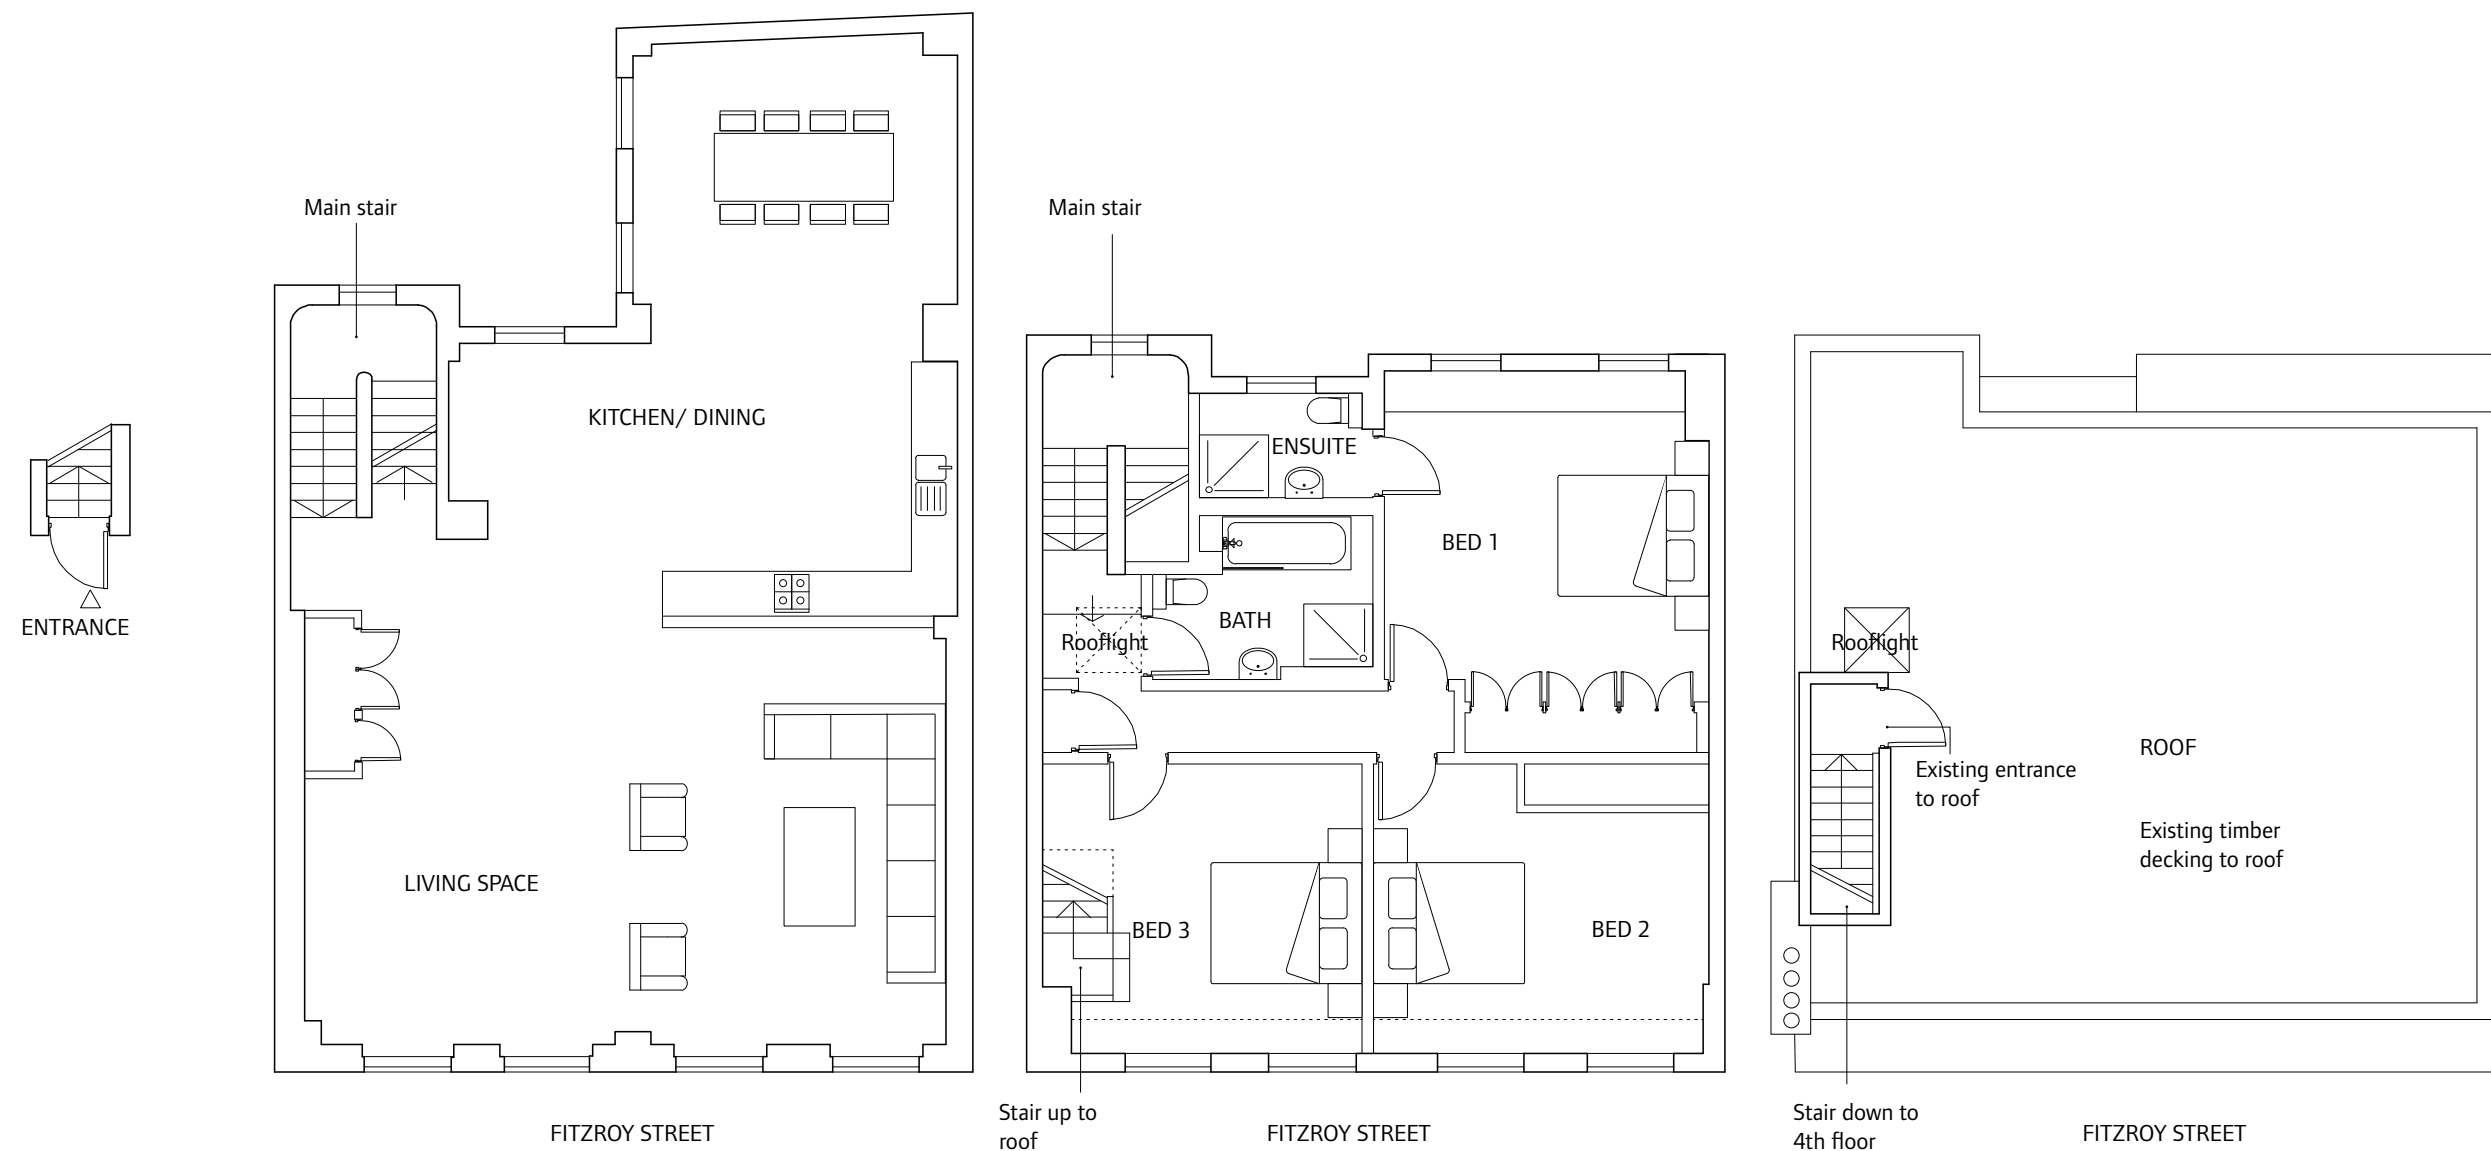 Main stair
KITCHEN/ DINING
ENTRANCE
LIVING SPACE
FITZROY STREET
Main stair
ENSUITE
BED 1
BATH
Rooflight
BED 3
BED 2
Stair up to
roof
FITZROY STREET
Rooflight
ROOF
Existing entrance
to roof
Existing timber
decking to roof
Stair down to
4th floor
FITZROY STREET